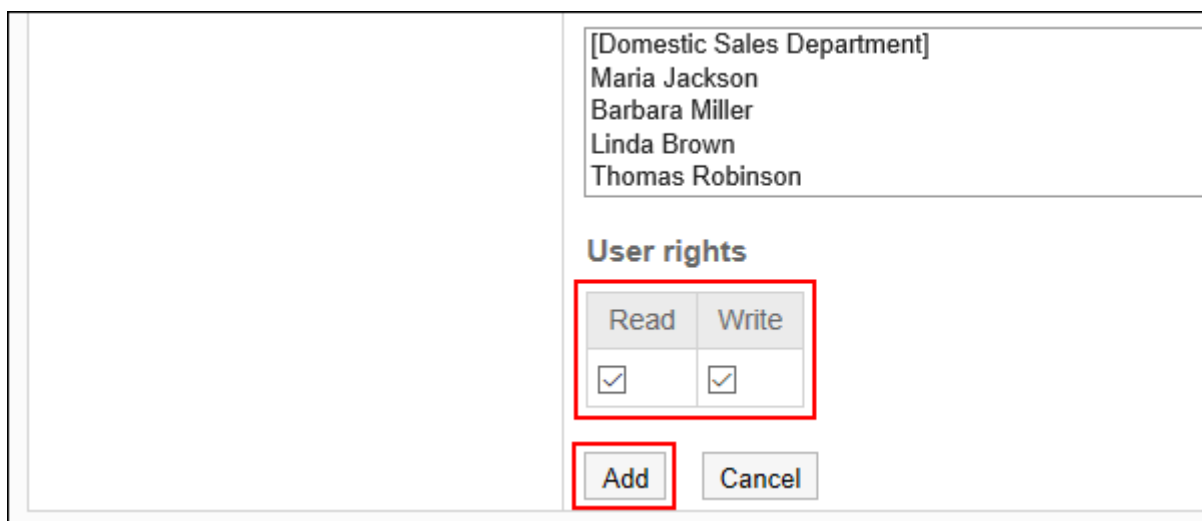 [Domestic Sales Department]
Maria Jackson
Barbara Miller
Linda Brown
Thomas Robinson
User rights
Read Write
Add Cancel